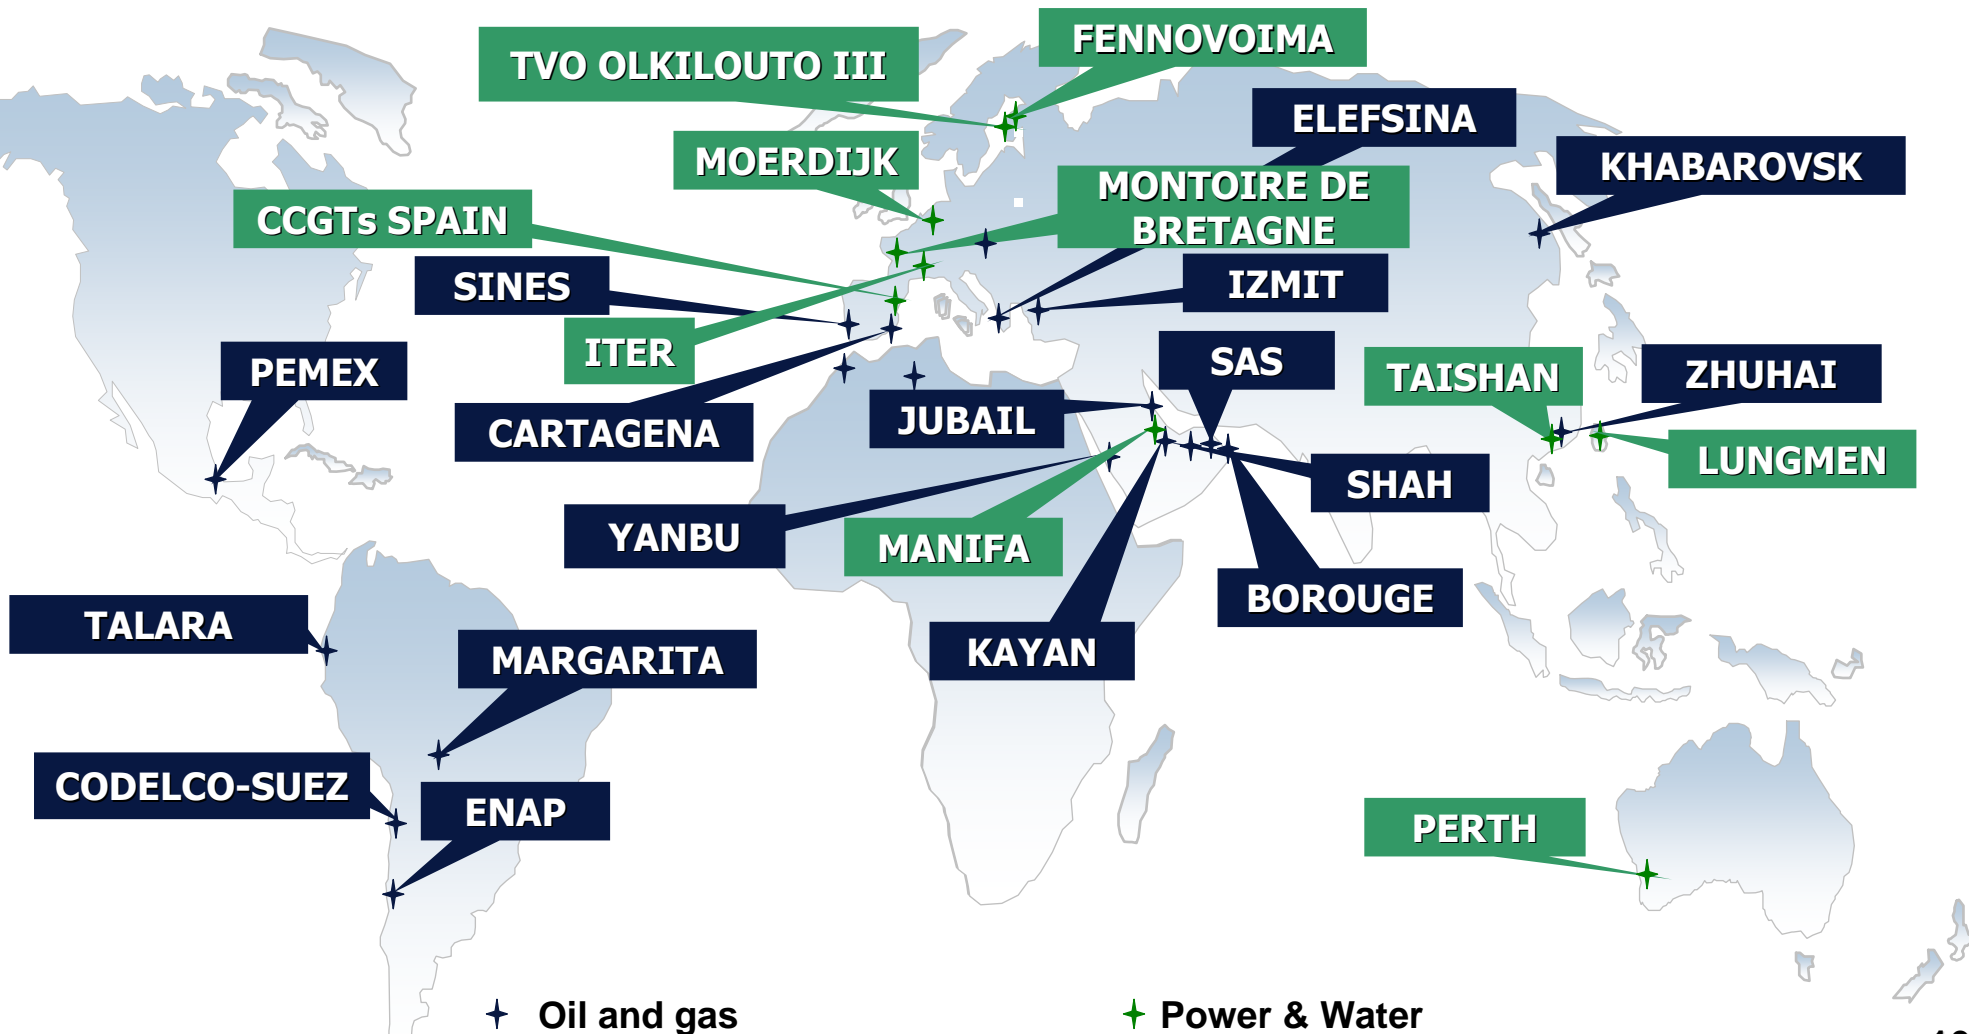 FENNOVOIMA
TVO OLKILOUTO III
ELEFSINA
MOERDIJK
KHABAROVSK
MONTOIRE DE
BRETAGNE
CCGTs SPAIN
SINES
IZMIT
ITER
SAS
PEMEX
TAISHAN
ZHUHAI
JUBAIL
CARTAGENA
LUNGMEN
SHAH
YANBU
MANIFA
BOROUGE
TALARA
KAYAN
MARGARITA
CODELCO-SUEZ
ENAP
PERTH
Oil and gas
Power & Water